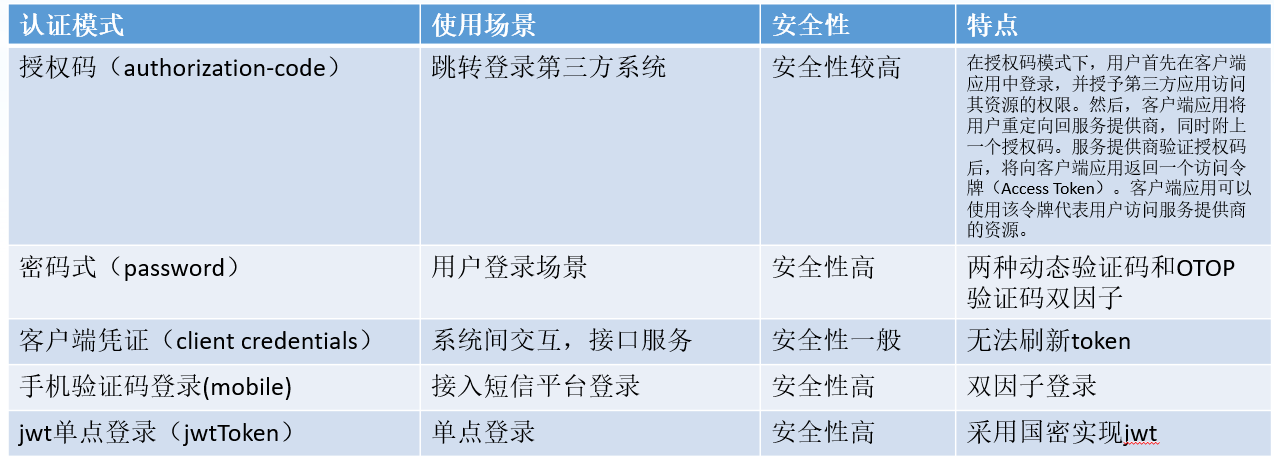 认证模式 使用场景 安全性 特点
授权码（authorization-code） 跳转登录第三方系统 安全性较高
在授权码模式下，用户首先在客户端
应用中登录，并授予第三方应用访问
其资源的权限。然后，客户端应用将
用户重定向回服务提供商，同时附上
一个授权码。服务提供商验证授权码
后，将向客户端应用返回一个访问令
牌（Access Token）。客户端应用可以
使用该令牌代表用户访问服务提供商
的资源。
密码式（password） 用户登录场景 安全性高 两种动态验证码和OTOP
验证码双因子
客户端凭证（client credentials） 系统间交互，接口服务 安全性一般 无法刷新token
手机验证码登录(mobile) 接入短信平台登录 安全性高 双因子登录
jwt单点登录（jwtToken） 单点登录 安全性高 采用国密实现jwt